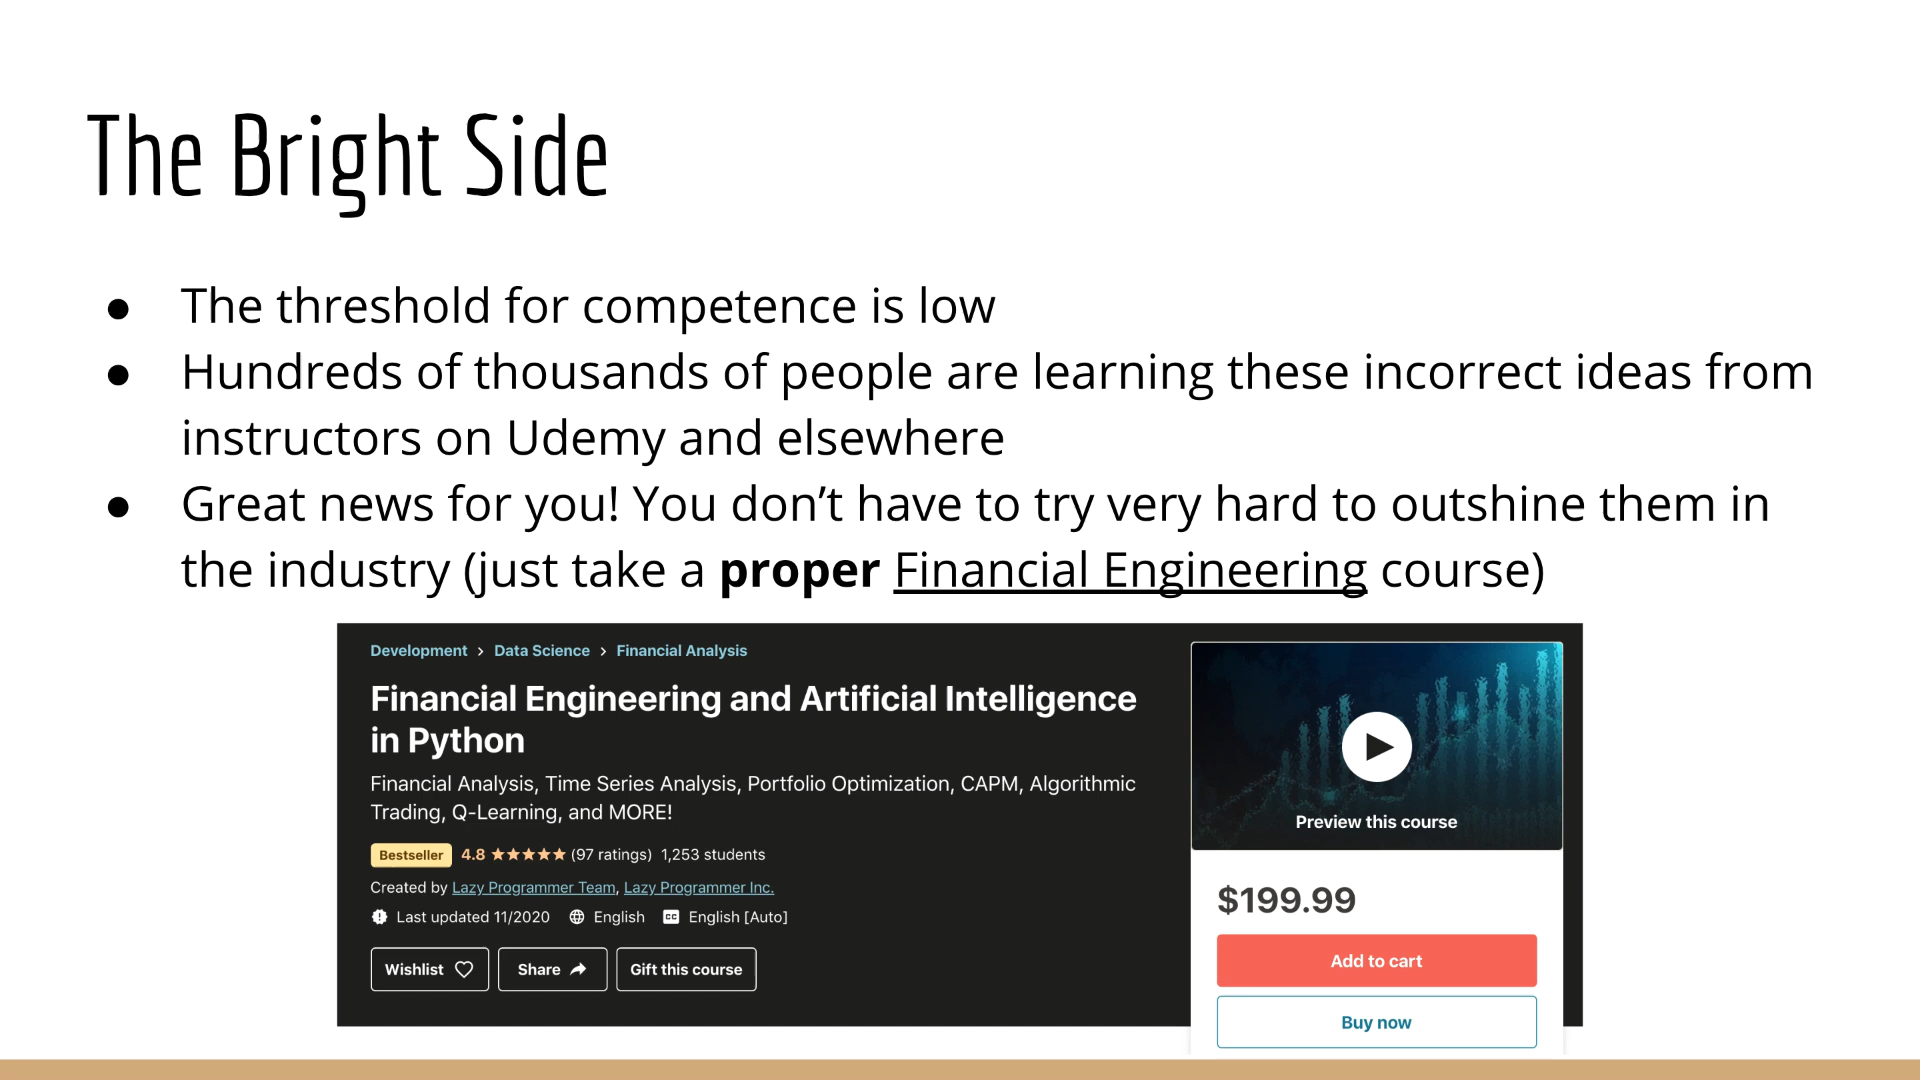 The Bright Side
● The threshold for competence is low
● Hundreds of thousands of people are learning these incorrect ideas from
instructors on Udemy and elsewhere
● Great news for you! You don’t have to try very hard to outshine them in
the industry (just take a proper Financial Engineering course)
Development > Data Science > Financial Analysis
Financial Engineering and Artificial Intelligence
in Python
Financial Analysis, Time Series Analysis, Portfolio Optimization, CAPM, Algorithmic
Trading, Q-Learning, and MORE!
Bestseller 4.8 ★★★★★ (97 ratings) 1,253 students
Created by Lazy Programmer Team, Lazy Programmer Inc.
Last updated 11/2020 English CC English [Auto]
Wishlist Share Gift this course
Preview this course
$199.99
Add to cart
Buy now